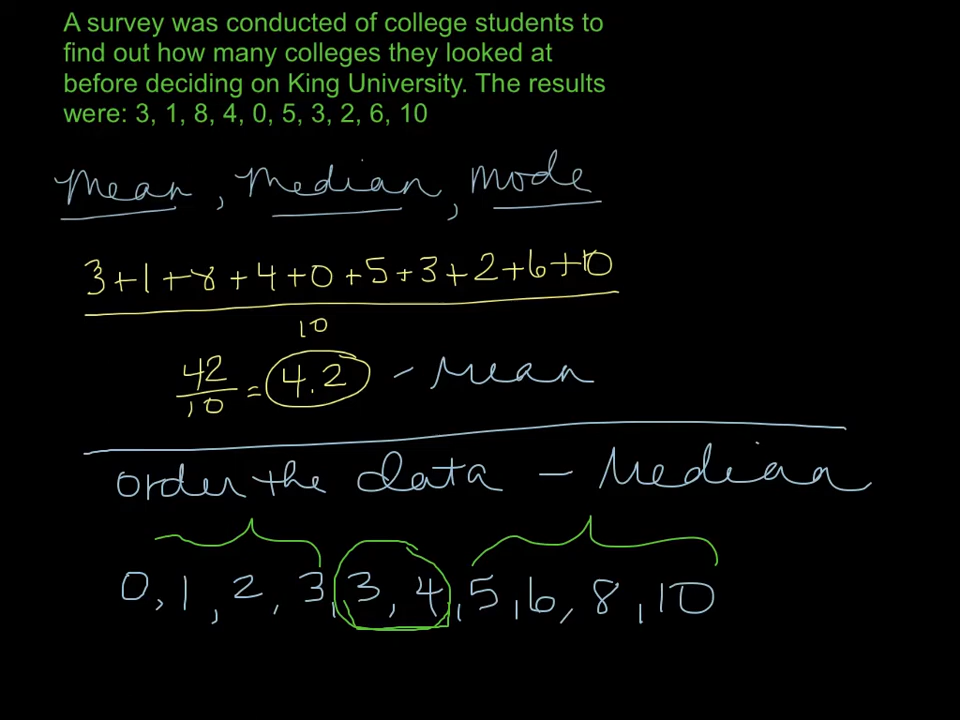 A survey was conducted of college students to
find out how many colleges they looked at
before deciding on King University. The results
were: 3, 1, 8, 4, 0, 5, 3, 2, 6, 10
Mean, Median, Mode
3+1+8+4+0+5+3+2+6+10
10
42
10
= 4.2 - Mean
order the data - Median
0, 1, 2, 3, 3, 4, 5, 6, 8, 10